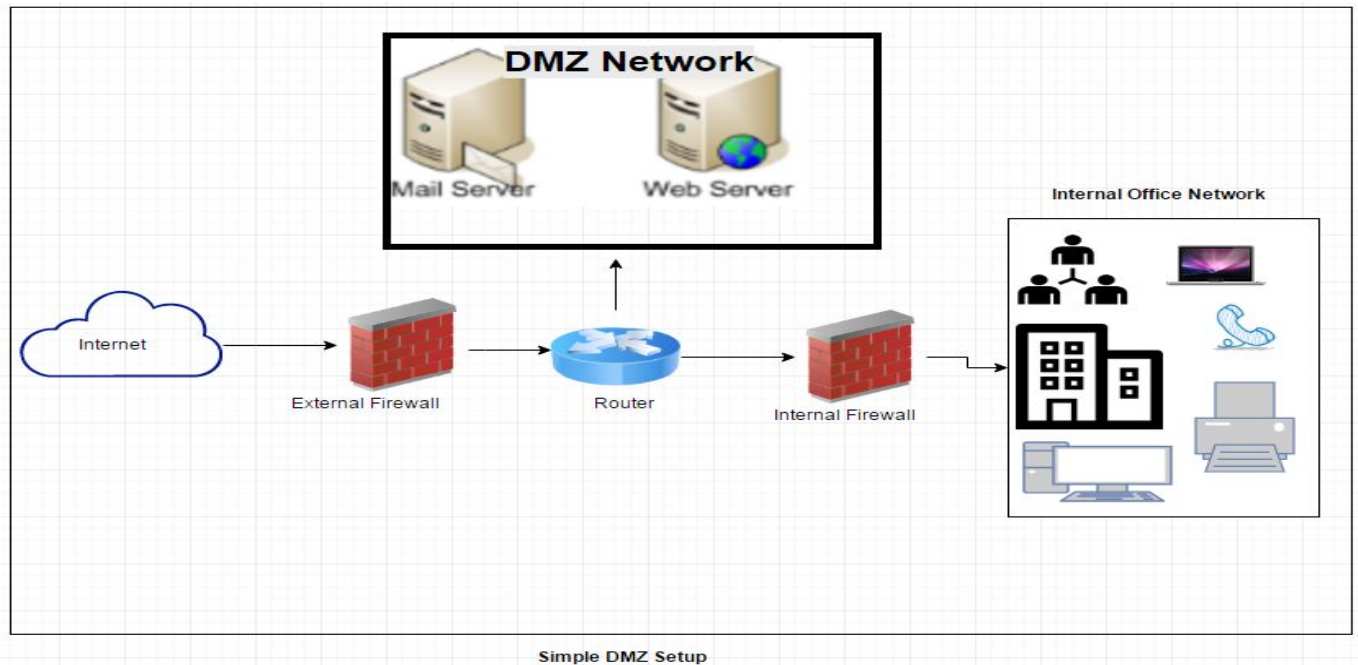 DMZ Network
Mail Server
Web Server
Internal Office Network
Internet
External Firewall
Router
Internal Firewall
Simple DMZ Setup